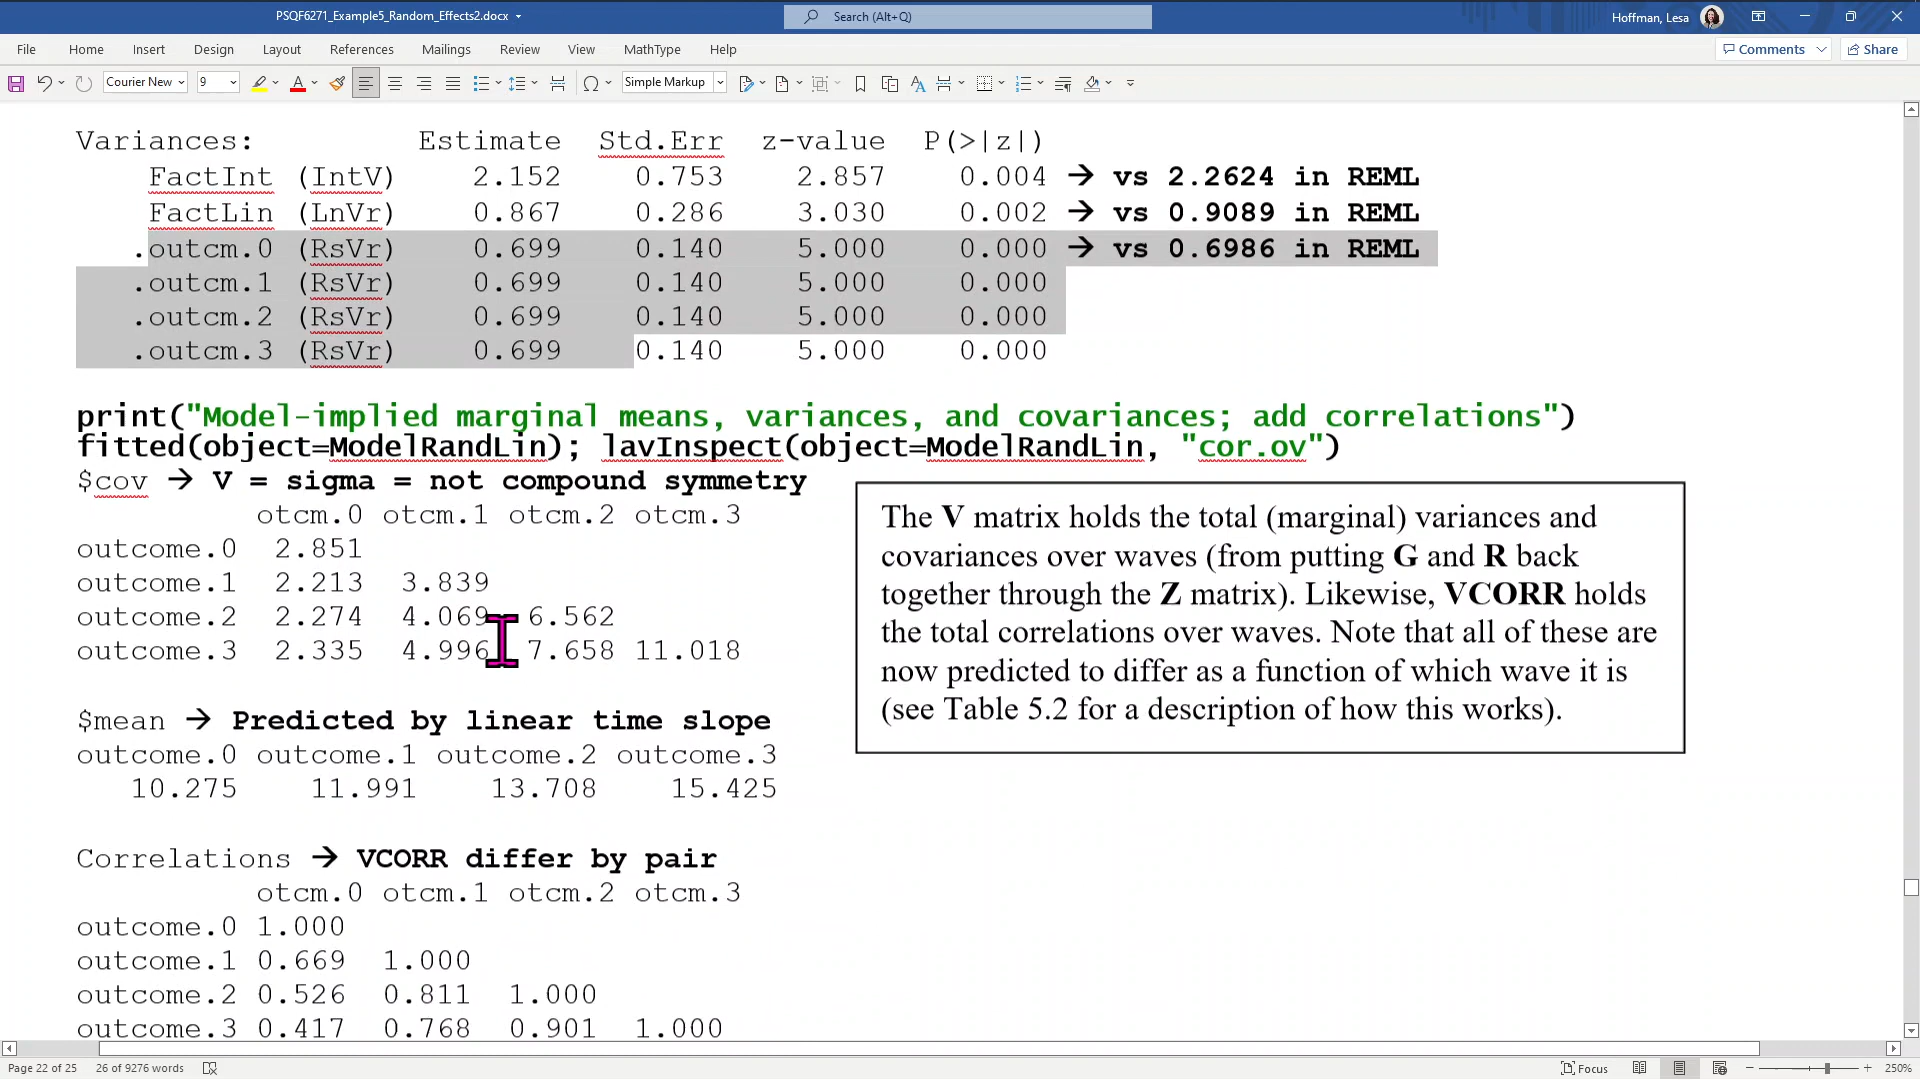 PSQF6271_Example5_Random_Effects2.docx
Search (Alt+Q)
Hoffman, Lesa
File Home Insert Design Layout References Mailings Review View MathType Help
Comments Share
Courier New 9 Simple Markup
Variances: Estimate Std.Err z-value P(>|z|)
FactInt (IntV) 2.152 0.753 2.857 0.004 → vs 2.2624 in REML
FactLin (LnVr) 0.867 0.286 3.030 0.002 → vs 0.9089 in REML
.outcm.0 (RsVr) 0.699 0.140 5.000 0.000 → vs 0.6986 in REML
.outcm.1 (RsVr) 0.699 0.140 5.000 0.000
.outcm.2 (RsVr) 0.699 0.140 5.000 0.000
.outcm.3 (RsVr) 0.699 0.140 5.000 0.000
print("Model-implied marginal means, variances, and covariances; add correlations")
fitted(object=ModelRandLin); lavInspect(object=ModelRandLin, "cor.ov")
$cov → V = sigma = not compound symmetry
otcm.0 otcm.1 otcm.2 otcm.3
outcome.0 2.851
outcome.1 2.213 3.839
outcome.2 2.274 4.069 6.562
outcome.3 2.335 4.996 7.658 11.018
The V matrix holds the total (marginal) variances and
covariances over waves (from putting G and R back
together through the Z matrix). Likewise, VCORR holds
the total correlations over waves. Note that all of these are
now predicted to differ as a function of which wave it is
(see Table 5.2 for a description of how this works).
$mean → Predicted by linear time slope
outcome.0 outcome.1 outcome.2 outcome.3
10.275 11.991 13.708 15.425
Correlations → VCORR differ by pair
otcm.0 otcm.1 otcm.2 otcm.3
outcome.0 1.000
outcome.1 0.669 1.000
outcome.2 0.526 0.811 1.000
outcome.3 0.417 0.768 0.901 1.000
Page 22 of 25 26 of 9276 words Focus 250%